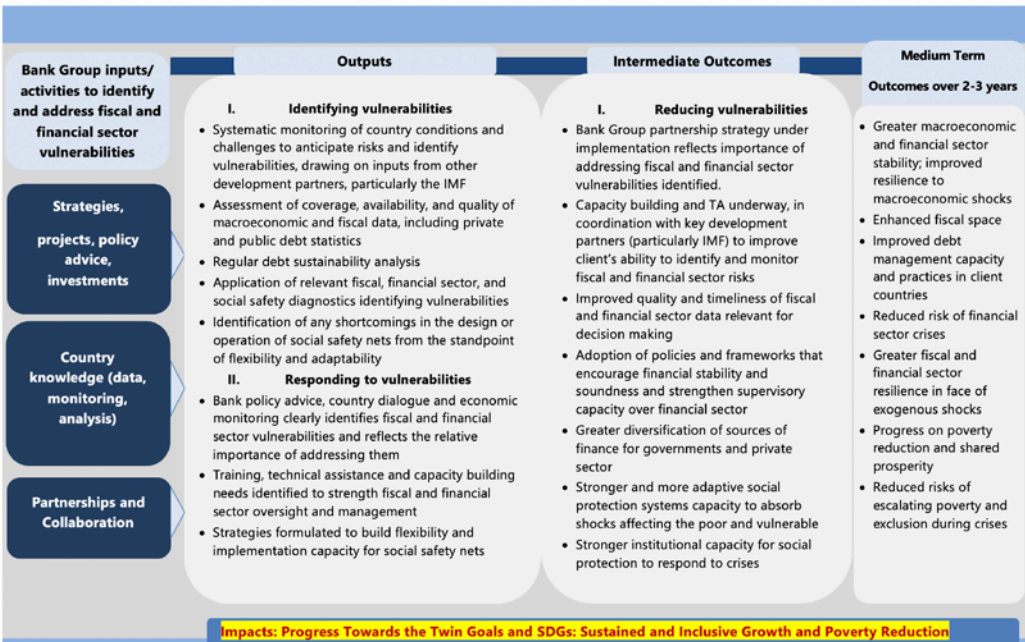 Bank Group inputs/
activities to identify
and address fiscal and
financial sector
vulnerabilities
Strategies,
projects, policy
advice,
investments
Country
knowledge (data,
monitoring,
analysis)
Partnerships and
Collaboration
Outputs
I. Identifying vulnerabilities
• Systematic monitoring of country conditions and
challenges to anticipate risks and identify
vulnerabilities, drawing on inputs from other
development partners, particularly the IMF
• Assessment of coverage, availability, and quality of
macroeconomic and fiscal data, including private
and public debt statistics
• Regular debt sustainability analysis
• Application of relevant fiscal, financial sector, and
social safety diagnostics identifying vulnerabilities
• Identification of any shortcomings in the design or
operation of social safety nets from the standpoint
of flexibility and adaptability
II. Responding to vulnerabilities
• Bank policy advice, country dialogue and economic
monitoring clearly identifies fiscal and financial
sector vulnerabilities and reflects the relative
importance of addressing them
• Training, technical assistance and capacity building
needs identified to strength fiscal and financial
sector oversight and management
• Strategies formulated to build flexibility and
implementation capacity for social safety nets
Intermediate Outcomes
I. Reducing vulnerabilities
• Bank Group partnership strategy under
implementation reflects importance of
addressing fiscal and financial sector
vulnerabilities identified.
• Capacity building and TA underway, in
coordination with key development
partners (particularly IMF) to improve
client's ability to identify and monitor
fiscal and financial sector risks
• Improved quality and timeliness of fiscal
and financial sector data relevant for
decision making
• Adoption of policies and frameworks that
encourage financial stability and
soundness and strengthen supervisory
capacity over financial sector
• Greater diversification of sources of
finance for governments and private
sector
• Stronger and more adaptive social
protection systems capacity to absorb
shocks affecting the poor and vulnerable
• Stronger institutional capacity for social
protection to respond to crises
Medium Term
Outcomes over 2-3 years
• Greater macroeconomic
and financial sector
stability; improved
resilience to
macroeconomic shocks
• Enhanced fiscal space
• Improved debt
management capacity
and practices in client
countries
• Reduced risk of financial
sector crises
• Greater fiscal and
financial sector
resilience in face of
exogenous shocks
• Progress on poverty
reduction and shared
prosperity
• Reduced risks of
escalating poverty and
exclusion during crises
Impacts: Progress Towards the Twin Goals and SDGs: Sustained and Inclusive Growth and Poverty Reduction